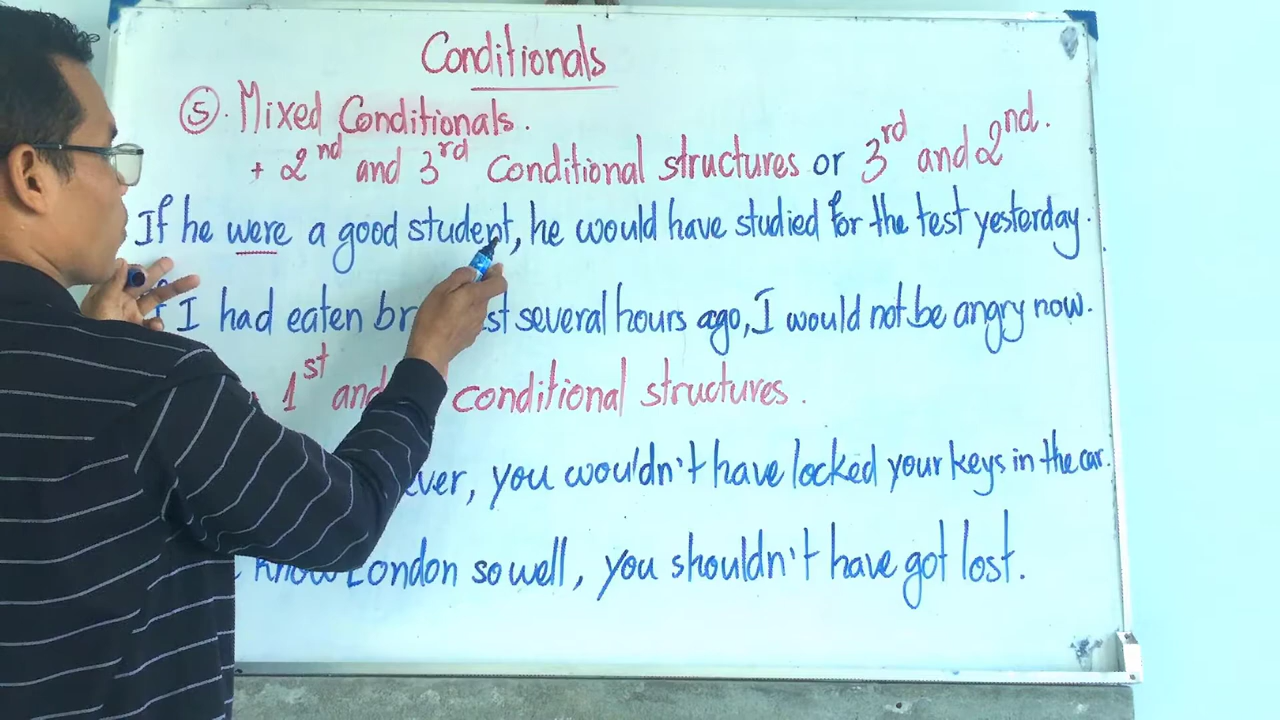 Conditionals
⑤. Mixed Conditionals.
+ 2nd and 3rd Conditional structures or 3rd and 2nd.
If he were a good student, he would have studied for the test yesterday.
I had eaten several hours ago, I would not be angry now.
1st and conditional structures.
you wouldn't have locked your keys in the car.
know London so well, you shouldn't have got lost.